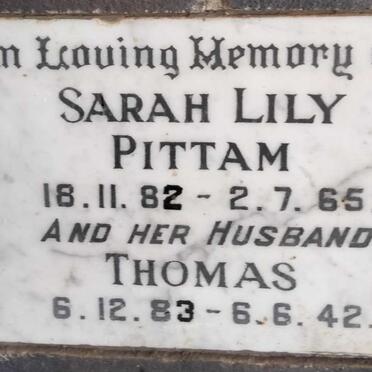 In Loving Memory
SARAH LILY
PITTAM
18.11.82 - 2.7.65
AND HER HUSBAND
THOMAS
6.12.83 - 6.6.42.